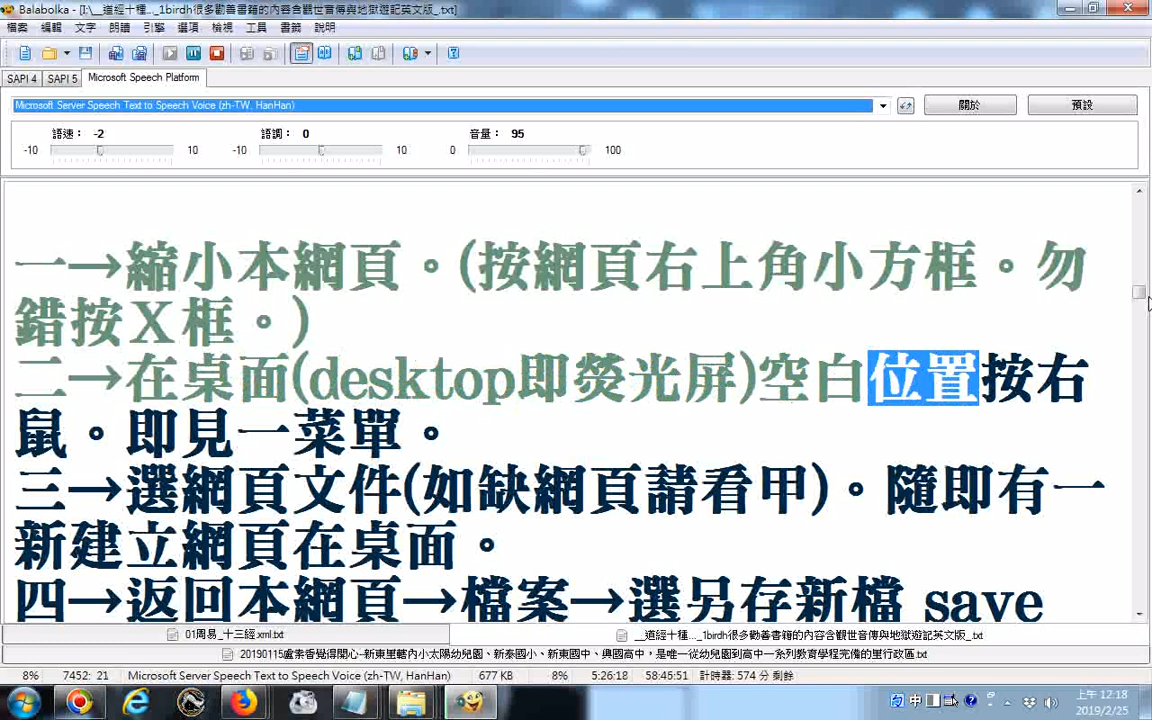 Balabolka - [I:\__道經十種..._1birdh很多勸善書籍的內容含觀世音傳與地獄遊記英文版_.txt]
檔案 編輯 文字 朗讀 引擎 選項 檢視 工具 書籤 說明
SAPI 4 SAPI 5 Microsoft Speech Platform
Microsoft Server Speech Text to Speech Voice (zh-TW, HanHan) 關於 預設
語速： -2 語調： 0 音量： 95
-10 10 -10 10 0 100
一→縮小本網頁。(按網頁右上角小方框。勿
錯按Ｘ框。)
二→在桌面(desktop即熒光屏)空白位置按右
鼠。即見一菜單。
三→選網頁文件(如缺網頁請看甲)。隨即有一
新建立網頁在桌面。
四→返回本網頁→檔案→選另存新檔 save
01周易_十三經.xml.txt __道經十種..._1birdh很多勸善書籍的內容含觀世音傳與地獄遊記英文版_.txt
20190115盧素香覺得開心-新東里轄內小太陽幼兒園、新泰國小、新東國中、興國高中，是唯一從幼兒園到高中一系列教育學程完備的里行政區.txt
8% 7452: 21 Microsoft Server Speech Text to Speech Voice (zh-TW, HanHan) 677 KB 8% 5:26:18 58:46:51 計時器： 574 分 剩餘
中 上午 12:18
2019/2/25